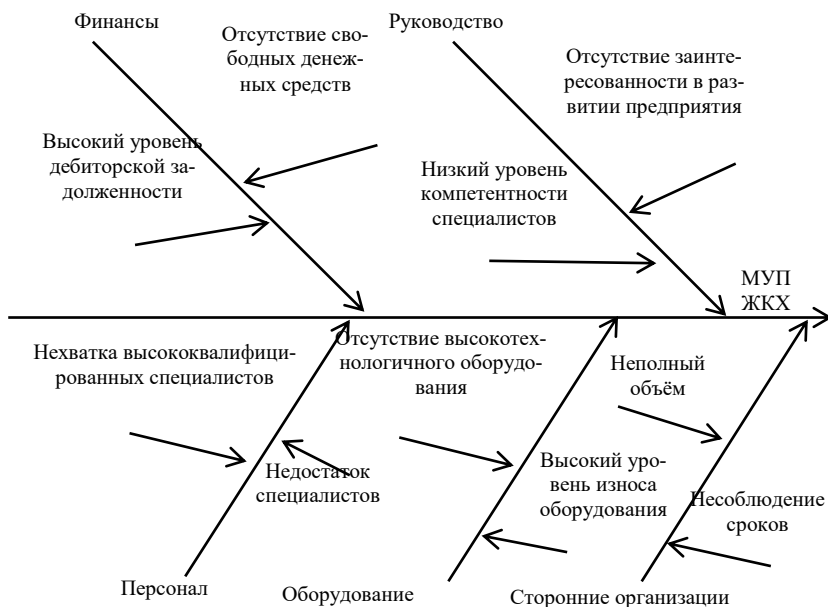 Финансы
Отсутствие сво-
бодных денеж-
ных средств
Руководство
Отсутствие заинте-
ресованности в раз-
витии предприятия
Высокий уровень
дебиторской за-
долженности
Низкий уровень
компетентности
специалистов
МУП
ЖКХ
Нехватка высококвалифици-
рованных специалистов
Отсутствие высокотех-
нологичного оборудо-
вания
Неполный
объём
Недостаток
специалистов
Высокий уро-
вень износа
оборудования
Несоблюдение
сроков
Персонал
Оборудование
Сторонние организации